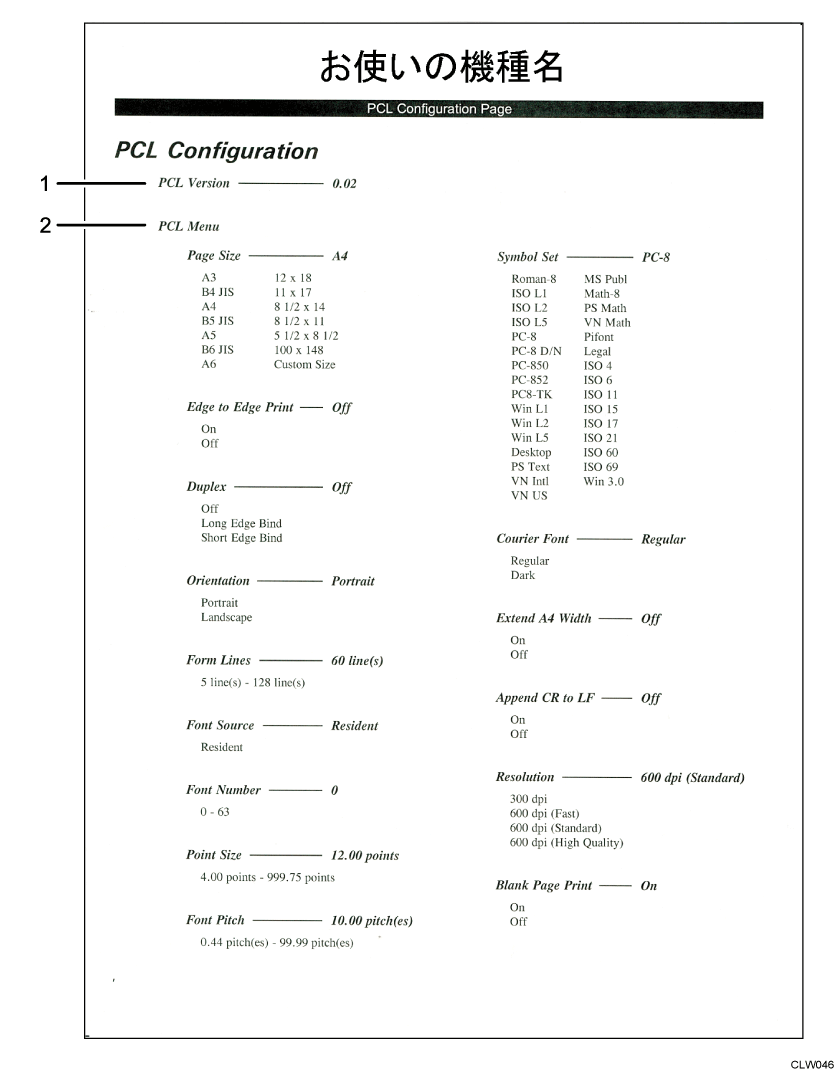 お使いの機種名
PCL Configuration Page
PCL Configuration
1 PCL Version 0.02
2 PCL Menu
Page Size A4
A3 12 x 18
B4 JIS 11 x 17
A4 8 1/2 x 14
B5 JIS 8 1/2 x 11
A5 5 1/2 x 8 1/2
B6 JIS 100 x 148
A6 Custom Size
Edge to Edge Print Off
On
Off
Duplex Off
Off
Long Edge Bind
Short Edge Bind
Orientation Portrait
Portrait
Landscape
Form Lines 60 line(s)
5 line(s) - 128 line(s)
Font Source Resident
Resident
Font Number 0
0 - 63
Point Size 12.00 points
4.00 points - 999.75 points
Font Pitch 10.00 pitch(es)
0.44 pitch(es) - 99.99 pitch(es)
Symbol Set PC-8
Roman-8 MS Publ
ISO L1 Math-8
ISO L2 PS Math
ISO L5 VN Math
PC-8 Pifont
PC-8 D/N Legal
PC-850 ISO 4
PC-852 ISO 6
PC8-TK ISO 11
Win L1 ISO 15
Win L2 ISO 17
Win L5 ISO 21
Desktop ISO 60
PS Text ISO 69
VN Intl Win 3.0
VN US
Courier Font Regular
Regular
Dark
Extend A4 Width Off
On
Off
Append CR to LF Off
On
Off
Resolution 600 dpi (Standard)
300 dpi
600 dpi (Fast)
600 dpi (Standard)
600 dpi (High Quality)
Blank Page Print On
On
Off
CLW046